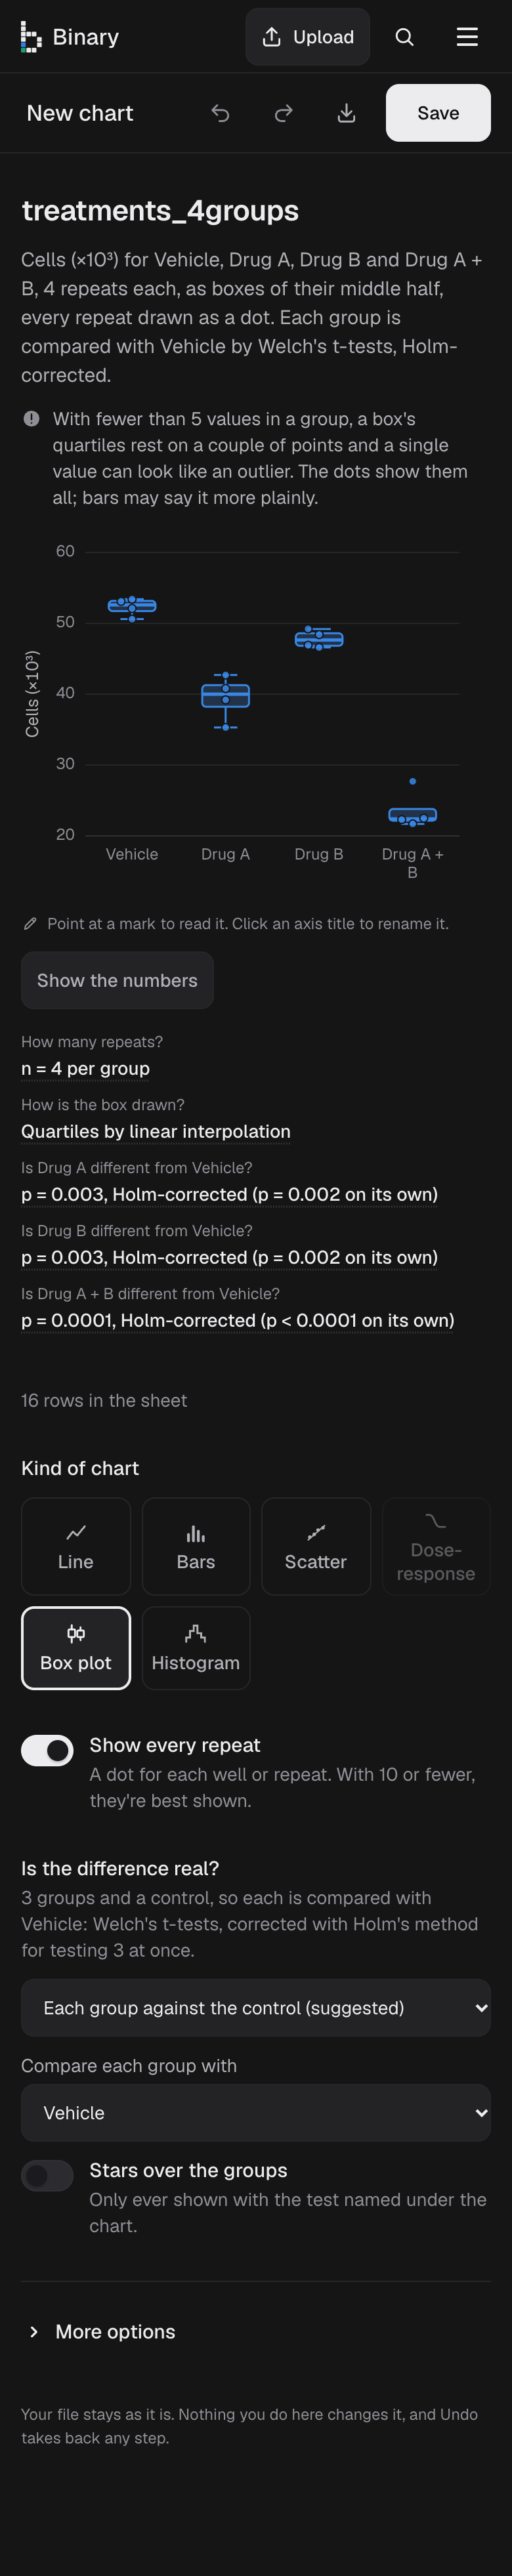 Binary
Upload
New chart
Save
treatments_4groups
Cells (×10³) for Vehicle, Drug A, Drug B and Drug A +
B, 4 repeats each, as boxes of their middle half,
every repeat drawn as a dot. Each group is
compared with Vehicle by Welch's t-tests, Holm-
corrected.
With fewer than 5 values in a group, a box's
quartiles rest on a couple of points and a single
value can look like an outlier. The dots show them
all; bars may say it more plainly.
60
50
40
30
20
Cells (×10³)
Vehicle
Drug A
Drug B
Drug A +
B
Point at a mark to read it. Click an axis title to rename it.
Show the numbers
How many repeats?
n = 4 per group
How is the box drawn?
Quartiles by linear interpolation
Is Drug A different from Vehicle?
p = 0.003, Holm-corrected (p = 0.002 on its own)
Is Drug B different from Vehicle?
p = 0.003, Holm-corrected (p = 0.002 on its own)
Is Drug A + B different from Vehicle?
p = 0.0001, Holm-corrected (p < 0.0001 on its own)
16 rows in the sheet
Kind of chart
Line
Bars
Scatter
Dose-
response
Box plot
Histogram
Show every repeat
A dot for each well or repeat. With 10 or fewer,
they're best shown.
Is the difference real?
3 groups and a control, so each is compared with
Vehicle: Welch's t-tests, corrected with Holm's method
for testing 3 at once.
Each group against the control (suggested)
Compare each group with
Vehicle
Stars over the groups
Only ever shown with the test named under the
chart.
More options
Your file stays as it is. Nothing you do here changes it, and Undo
takes back any step.